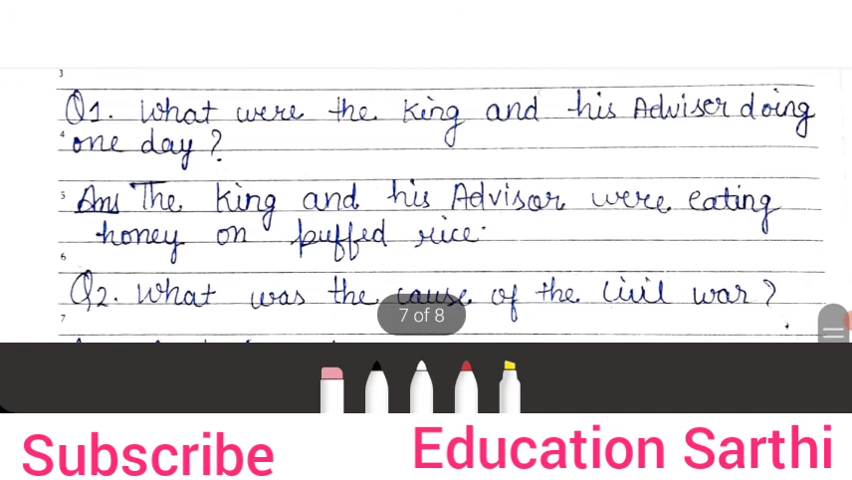 3
Q1. What were the King and his Adviser doing
4
one day?
5
Ans The King and his Advisor were eating
honey on puffed rice.
6
Q2. What was the cause of the civil war?
7 of 8
7
Subscribe
Education Sarthi